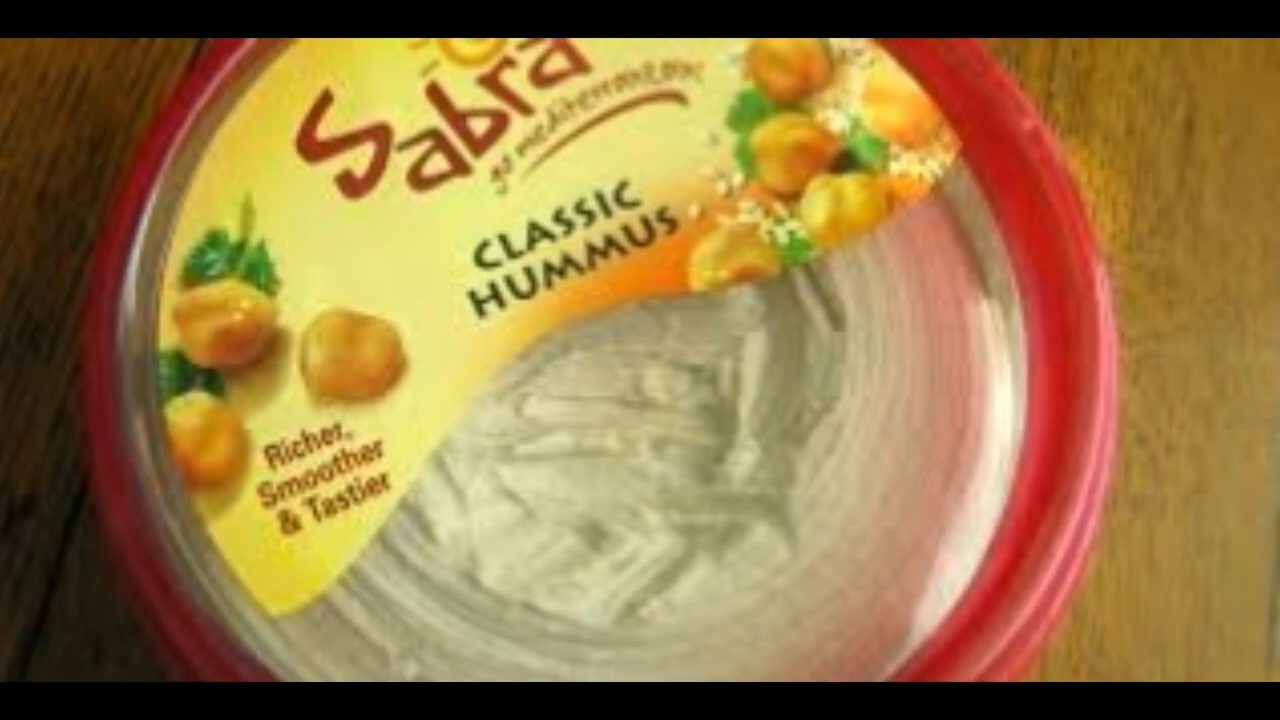 Sabra
go mediterranean!
CLASSIC
HUMMUS
Richer,
Smoother
& Tastier